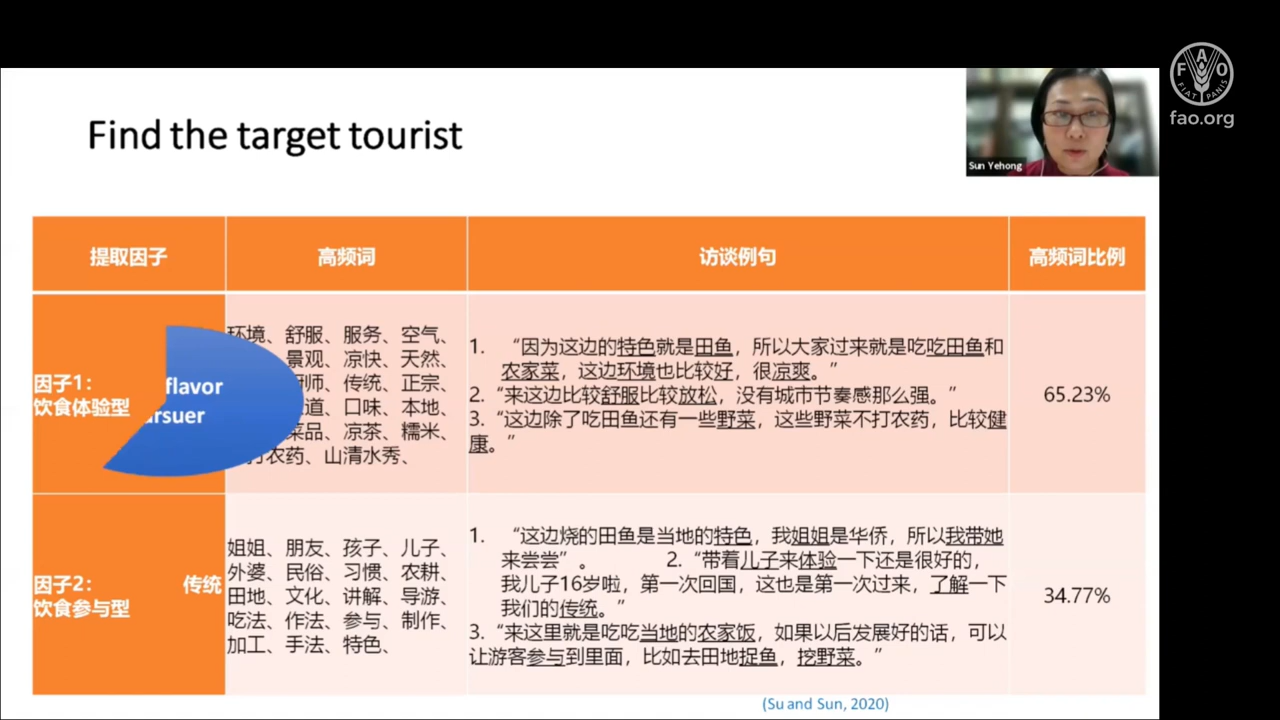 FAO
FIAT PANIS
fao.org
Find the target tourist
Sun Yehong
提取因子
高频词
访谈例句
高频词比例
因子1：
饮食体验型
flavor
环境、舒服、服务、空气、
景观、凉快、天然、
传统、正宗、
口味、本地、
菜品、凉茶、糯米、
农药、山清水秀、
1. “因为这边的特色就是田鱼，所以大家过来就是吃吃田鱼和
农家菜，这边环境也比较好，很凉爽。”
2. “来这边比较舒服比较放松，没有城市节奏感那么强。”
3. “这边除了吃田鱼还有一些野菜，这些野菜不打农药，比较健
康。”
65.23%
因子2： 传统
饮食参与型
姐姐、朋友、孩子、儿子、
外婆、民俗、习惯、农耕、
田地、文化、讲解、导游、
吃法、作法、参与、制作、
加工、手法、特色、
1. “这边烧的田鱼是当地的特色，我姐姐是华侨，所以我带她
来尝尝”。 2. “带着儿子来体验一下还是很好的，
我儿子16岁啦，第一次回国，这也是第一次过来，了解一下
我们的传统。”
3. “来这里就是吃吃当地的农家饭，如果以后发展好的话，可以
让游客参与到里面，比如去田地捉鱼，挖野菜。”
34.77%
(Su and Sun, 2020)